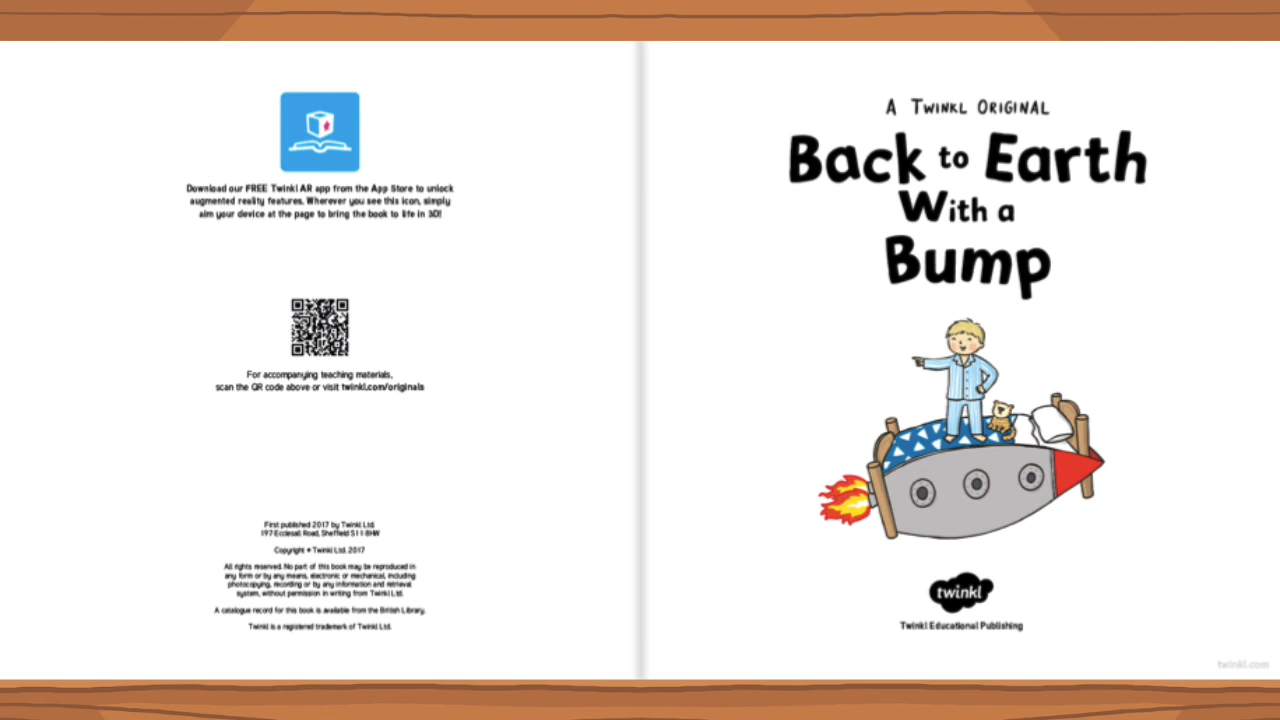 Download our FREE Twinkl AR app from the App Store to unlock
augmented reality features. Wherever you see this icon, simply
aim your device at the page to bring the book to life in 3D!
For accompanying teaching materials,
scan the QR code above or visit twinkl.com/originals
First published 2017 by Twinkl Ltd.
197 Ecclesall Road, Sheffield S11 8HW
Copyright © Twinkl Ltd. 2017
All rights reserved. No part of this book may be reproduced in
any form or by any means, electronic or mechanical, including
photocopying, recording or by any information and retrieval
system, without permission in writing from Twinkl Ltd.
A catalogue record for this book is available from the British Library.
Twinkl is a registered trademark of Twinkl Ltd.
A Twinkl Original
Back to Earth
With a
Bump
twinkl
Twinkl Educational Publishing
twinkl.com